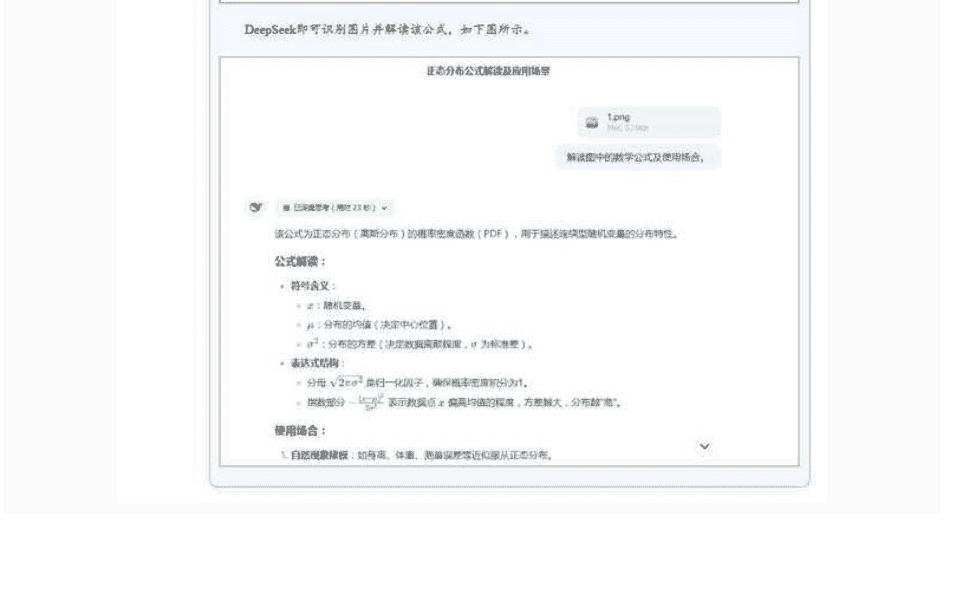 DeepSeek即可识别图片并解读该公式，如下图所示。
正态分布公式解读及应用场景
1.png
解读图中的数学公式及使用场合。
已深度思考（用时 23 秒）
该公式为正态分布（高斯分布）的概率密度函数（PDF），用于描述连续型随机变量的分布特性。
公式解读：
符号含义：
x：随机变量。
μ：分布的均值（决定中心位置）。
σ²：分布的方差（决定数据离散程度，σ 为标准差）。
表达式结构：
分母 √2πσ² 是归一化因子，确保概率密度积分为1。
指数部分 −(x−μ)²/2σ² 表示数据点 x 偏离均值的程度，方差越大，分布越"宽"。
使用场合：
1. 自然现象建模：如身高、体重、测量误差等近似服从正态分布。